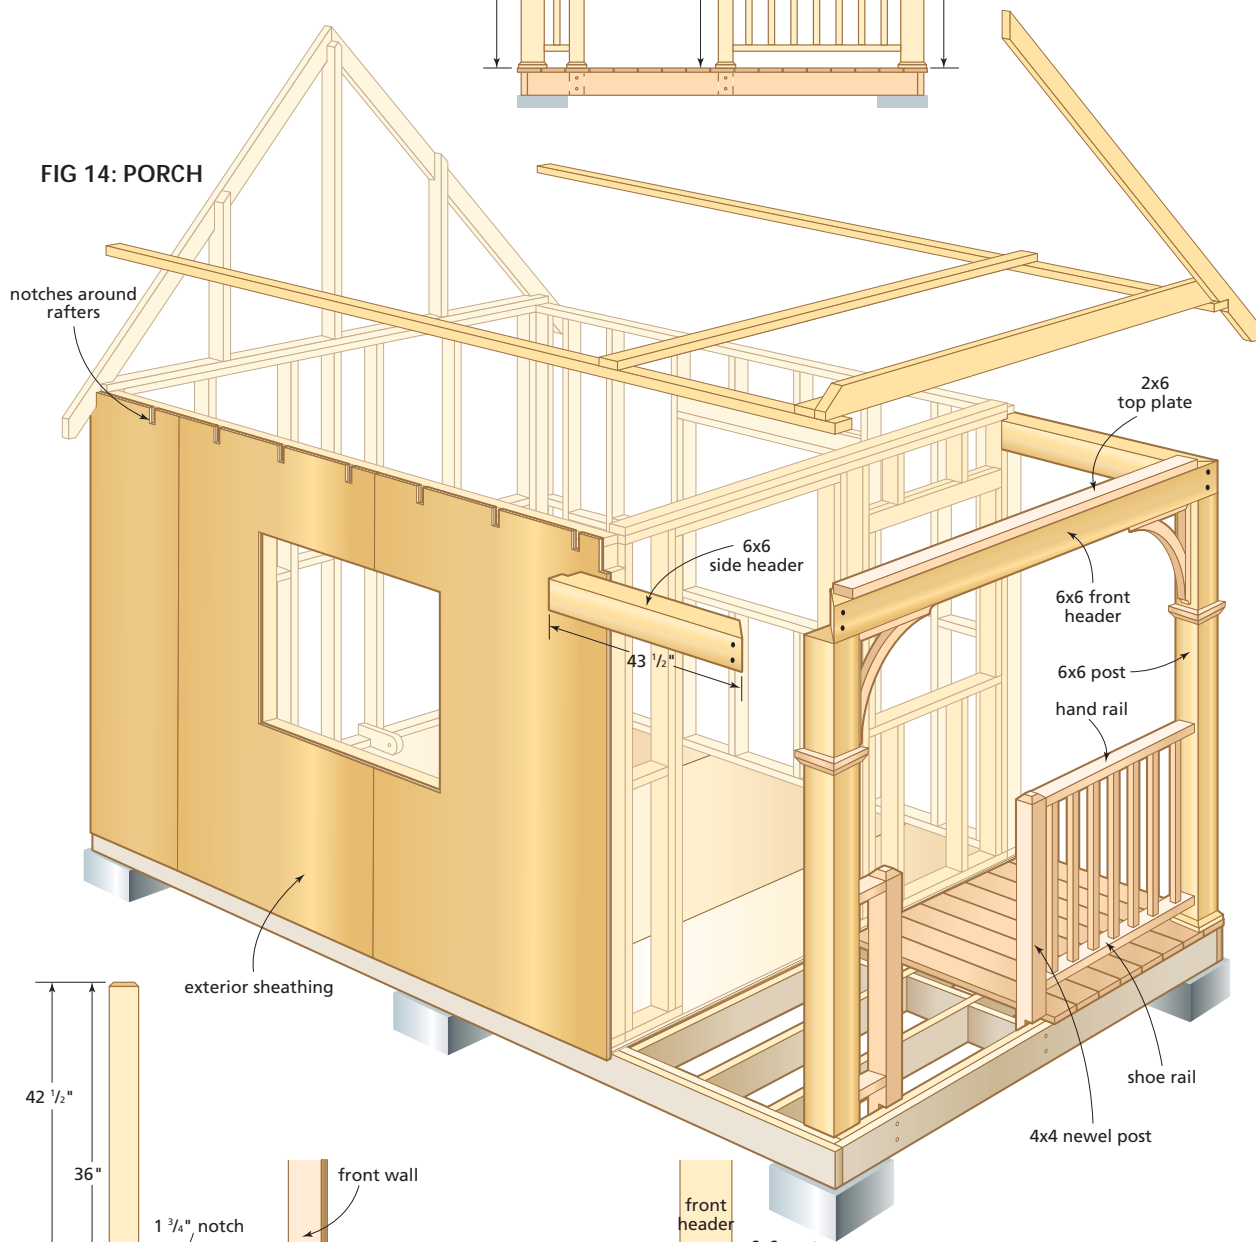 FIG 14: PORCH
notches around
rafters
2x6
top plate
6x6
side header
6x6 front
header
43 1/2"
6x6 post
hand rail
exterior sheathing
42 1/2"
shoe rail
4x4 newel post
36"
front wall
1 3/4" notch
front
header